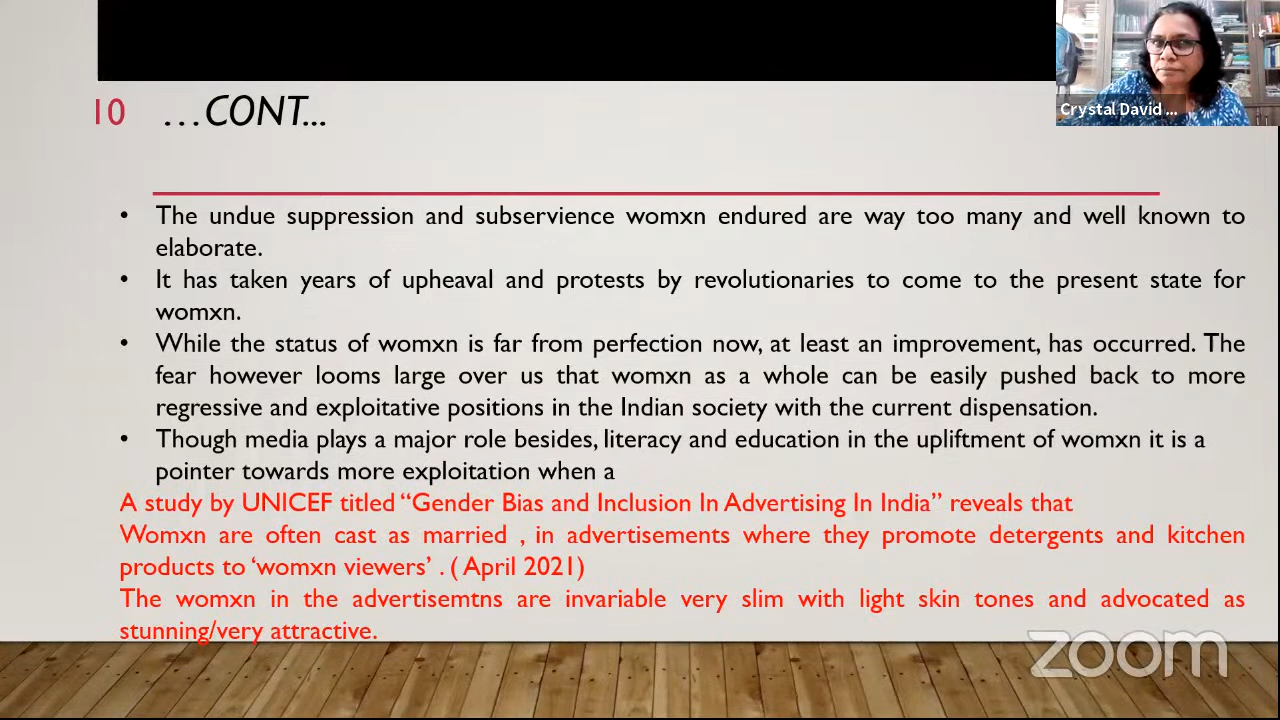 10 ...CONT...
Crystal David ...
• The undue suppression and subservience womxn endured are way too many and well known to
elaborate.
• It has taken years of upheaval and protests by revolutionaries to come to the present state for
womxn.
• While the status of womxn is far from perfection now, at least an improvement, has occurred. The
fear however looms large over us that womxn as a whole can be easily pushed back to more
regressive and exploitative positions in the Indian society with the current dispensation.
• Though media plays a major role besides, literacy and education in the upliftment of womxn it is a
pointer towards more exploitation when a
A study by UNICEF titled “Gender Bias and Inclusion In Advertising In India” reveals that
Womxn are often cast as married , in advertisements where they promote detergents and kitchen
products to ‘womxn viewers’ . ( April 2021)
The womxn in the advertisemtns are invariable very slim with light skin tones and advocated as
stunning/very attractive.
zoom